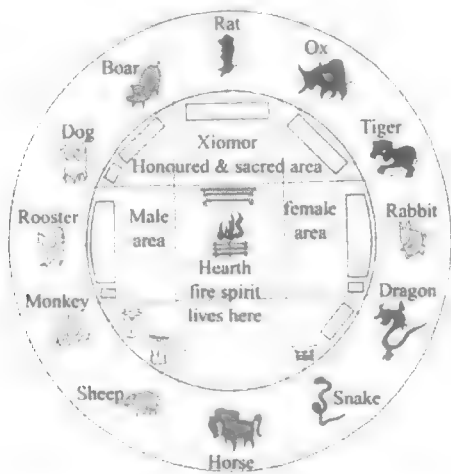 Rat
Ox
Boar
Tiger
Dog
Xiomor
Honoured & sacred area
Rooster
Male
area
female
area
Rabbit
Hearth
fire spirit
lives here
Monkey
Dragon
Sheep
Snake
Horse